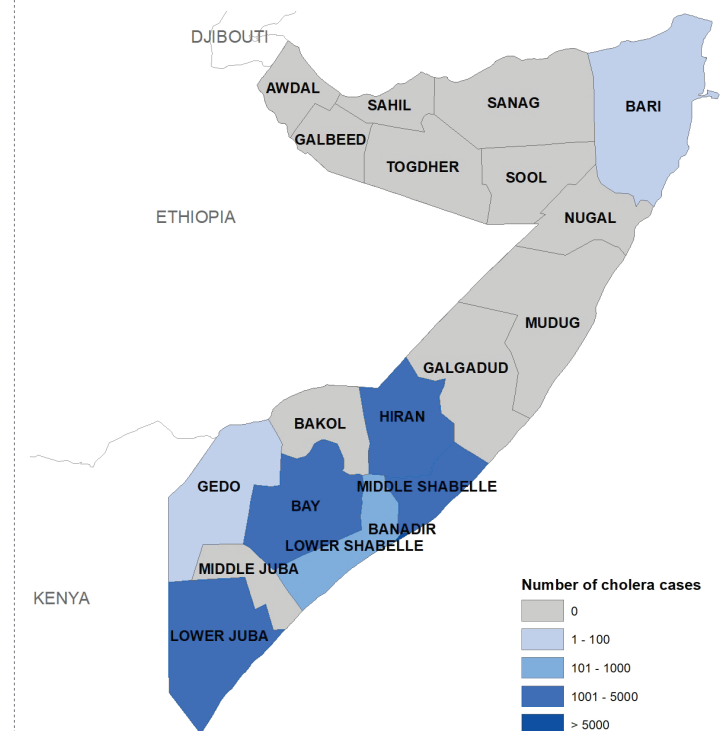 DJIBOUTI
AWDAL
SAHIL
SANAG
BARI
GALBEED
TOGDHER
SOOL
ETHIOPIA
NUGAL
MUDUG
GALGADUD
HIRAN
BAKOL
GEDO
MIDDLE SHABELLE
BAY
BANADIR
LOWER SHABELLE
MIDDLE JUBA
KENYA
LOWER JUBA
Number of cholera cases
0
1 - 100
101 - 1000
1001 - 5000
> 5000